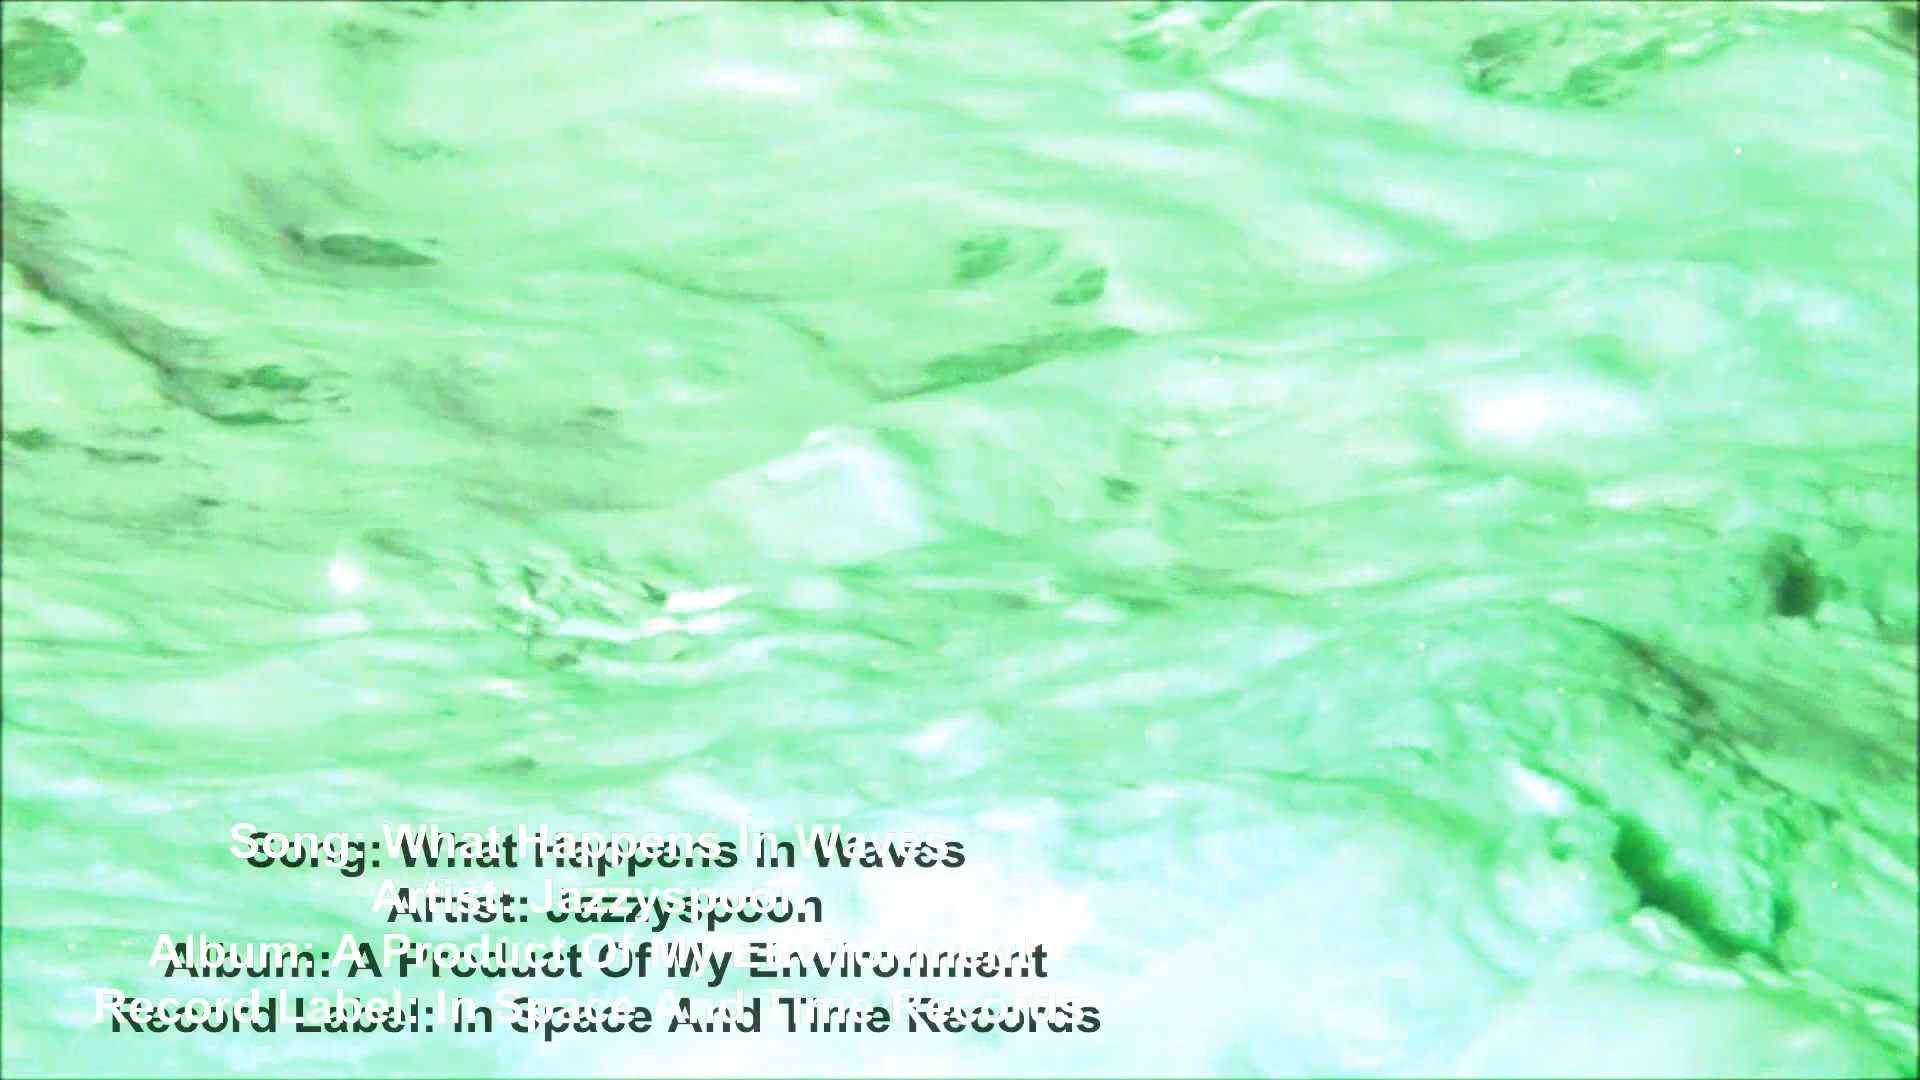 Song: What Happens In Waves
Artist: Jazzyspoon
Album: A Product Of My Environment
Record Label: In Space And Time Records